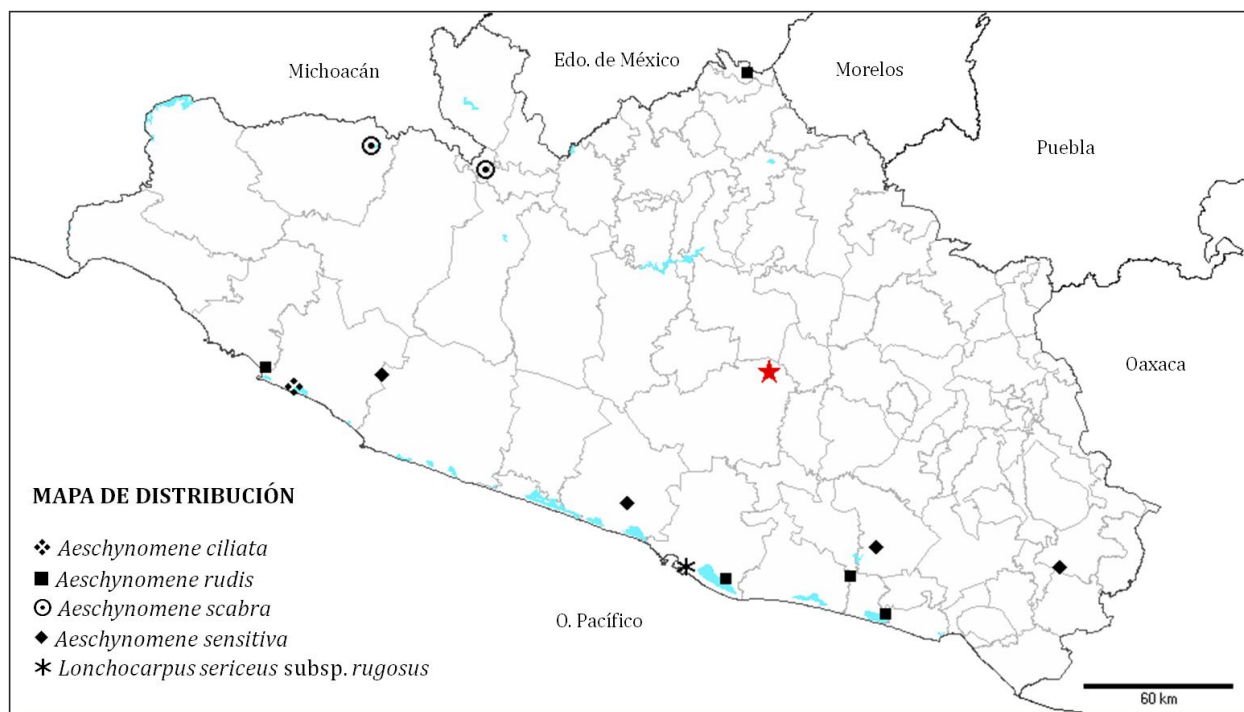 Michoacán
Edo. de México
Morelos
Puebla
Oaxaca
O. Pacífico
MAPA DE DISTRIBUCIÓN
Aeschynomene ciliata
Aeschynomene rudis
Aeschynomene scabra
Aeschynomene sensitiva
Lonchocarpus sericeus subsp. rugosus
60 km